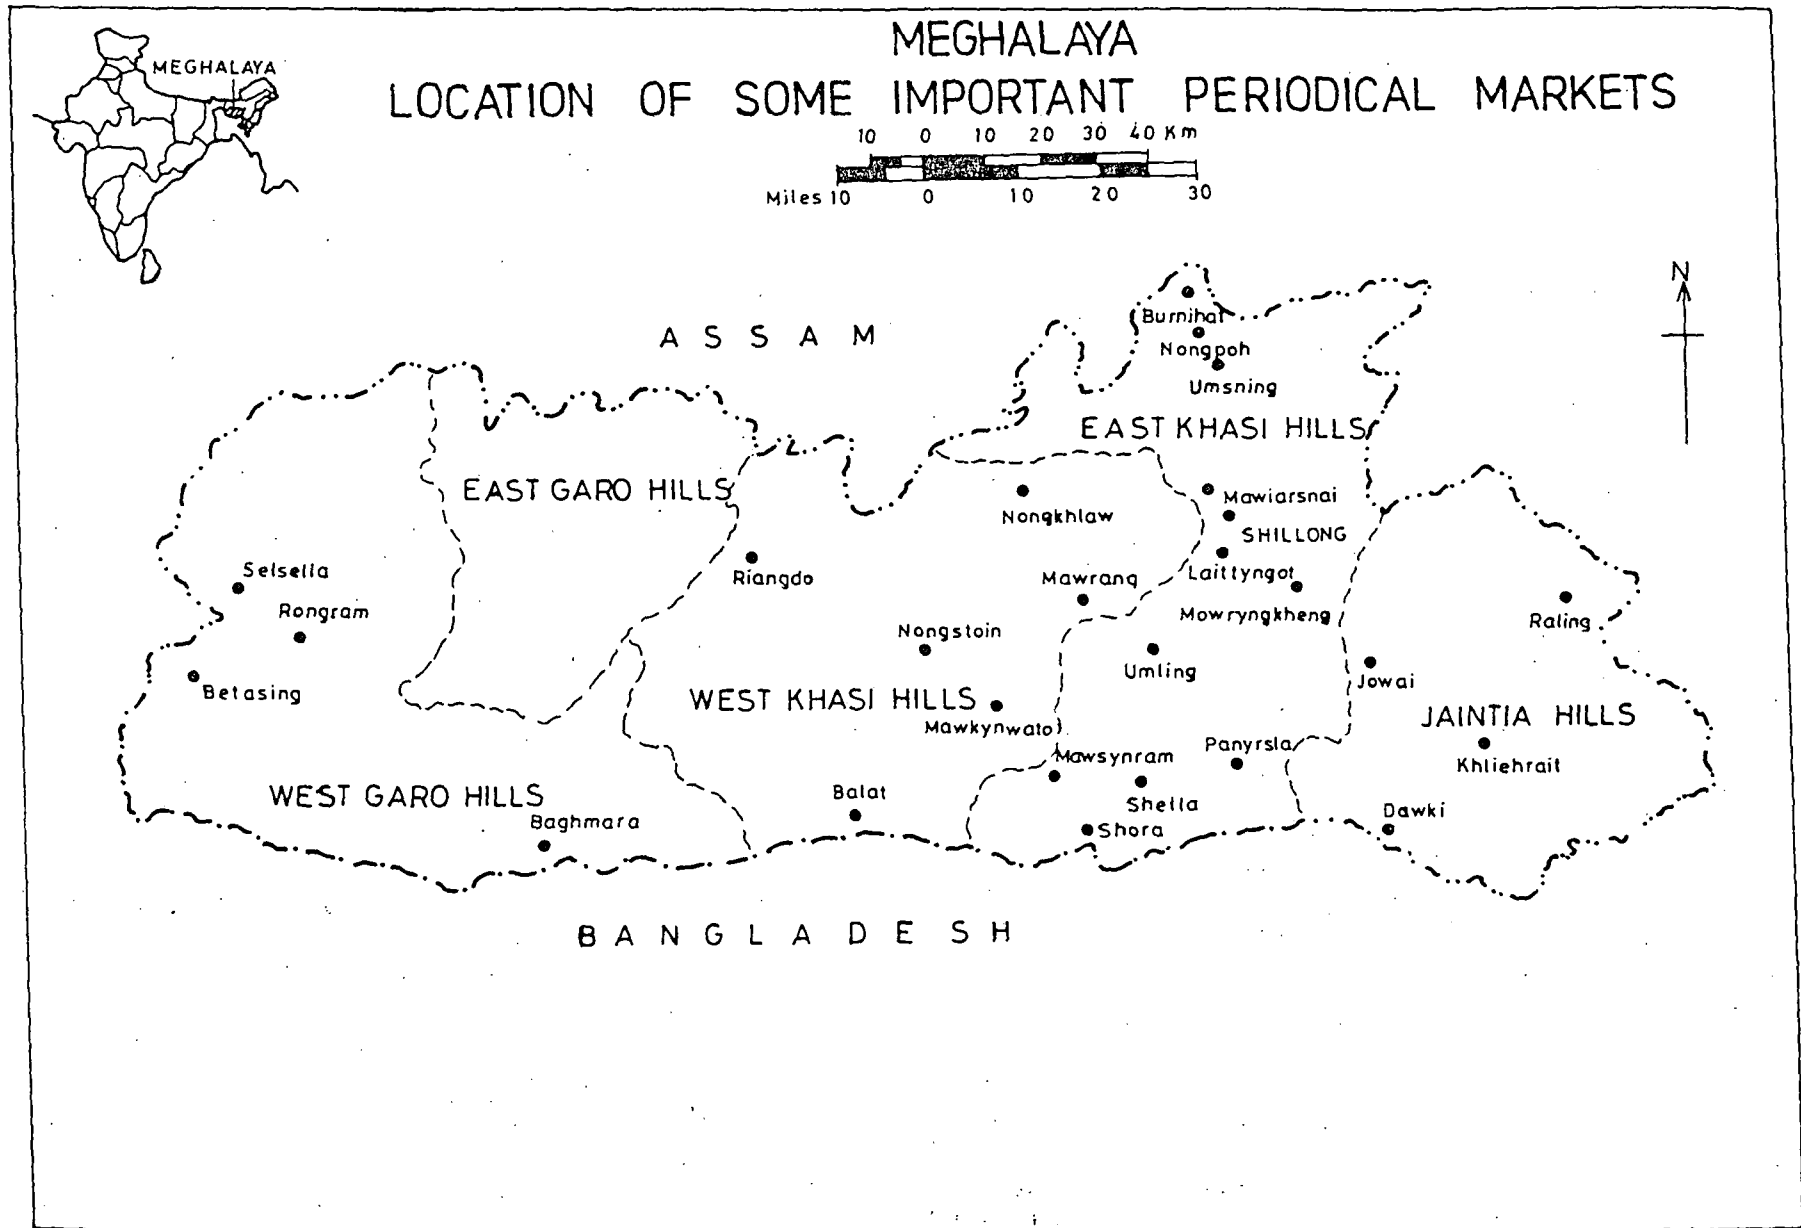 MEGHALAYA
MEGHALAYA
LOCATION OF SOME IMPORTANT PERIODICAL MARKETS
10 0 10 20 30 40 Km
Miles 10 0 10 20 30
N
ASSAM
Burnihat
Nongpoh
Umsning
EAST KHASI HILLS
EAST GARO HILLS
Nongkhlaw
Mawiarsnai
SHILLONG
Selsella
Riangdo
Mawrang
Laittyngot
Rongram
Mowryngkheng
Raling
Nongstoin
Umling
Jowai
Betasing
WEST KHASI HILLS
Mawkynwato
JAINTIA HILLS
Panyrsla
Mawsynram
Khliehrait
WEST GARO HILLS
Balat
Shella
Baghmara
Shora
Dawki
BANGLADESH